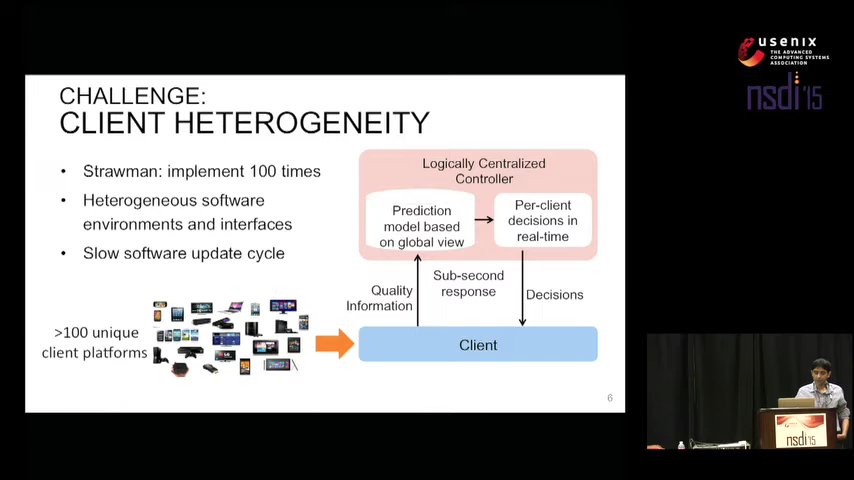 usenix
THE ADVANCED
COMPUTING SYSTEMS
ASSOCIATION
nsdi '15
CHALLENGE:
CLIENT HETEROGENEITY
• Strawman: implement 100 times
• Heterogeneous software
environments and interfaces
• Slow software update cycle
>100 unique
client platforms
Logically Centralized
Controller
Prediction
model based
on global view
Per-client
decisions in
real-time
Quality
Information
Sub-second
response
Decisions
Client
6
nsdi'15